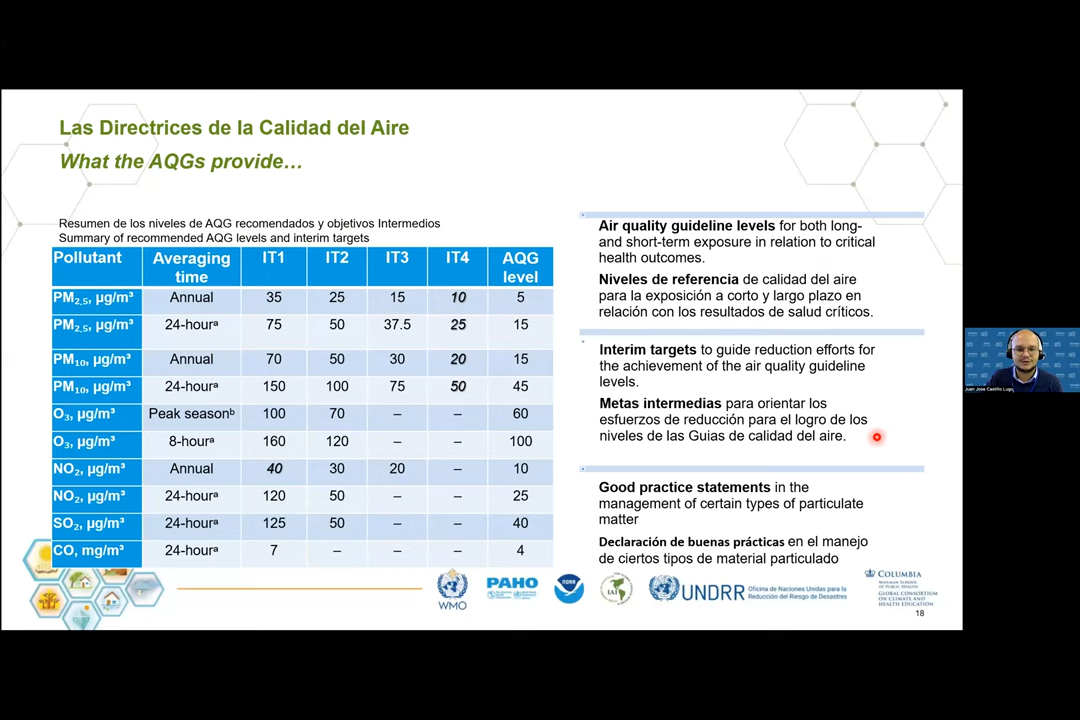 Las Directrices de la Calidad del Aire
What the AQGs provide…
Resumen de los niveles de AQG recomendados y objetivos Intermedios
Summary of recommended AQG levels and interim targets
Pollutant Averaging time IT1 IT2 IT3 IT4 AQG level
PM₂.₅, µg/m³ Annual 35 25 15 10 5
PM₂.₅, µg/m³ 24-hourᵃ 75 50 37.5 25 15
PM₁₀, µg/m³ Annual 70 50 30 20 15
PM₁₀, µg/m³ 24-hourᵃ 150 100 75 50 45
O₃, µg/m³ Peak seasonᵇ 100 70 – – 60
O₃, µg/m³ 8-hourᵃ 160 120 – – 100
NO₂, µg/m³ Annual 40 30 20 – 10
NO₂, µg/m³ 24-hourᵃ 120 50 – – 25
SO₂, µg/m³ 24-hourᵃ 125 50 – – 40
CO, mg/m³ 24-hourᵃ 7 – – – 4
Air quality guideline levels for both long-
and short-term exposure in relation to critical
health outcomes.
Niveles de referencia de calidad del aire
para la exposición a corto y largo plazo en
relación con los resultados de salud críticos.
Interim targets to guide reduction efforts for
the achievement of the air quality guideline
levels.
Metas intermedias para orientar los
esfuerzos de reducción para el logro de los
niveles de las Guias de calidad del aire.
Good practice statements in the
management of certain types of particulate
matter
Declaración de buenas prácticas en el manejo
de ciertos tipos de material particulado
WMO
PAHO
NOAA
IAI
UNDRR
Oficina de Naciones Unidas para la
Reducción del Riesgo de Desastres
COLUMBIA
MAILMAN SCHOOL
OF PUBLIC HEALTH
GLOBAL CONSORTIUM
ON CLIMATE AND
HEALTH EDUCATION
18
Juan Jose Castillo Lugo